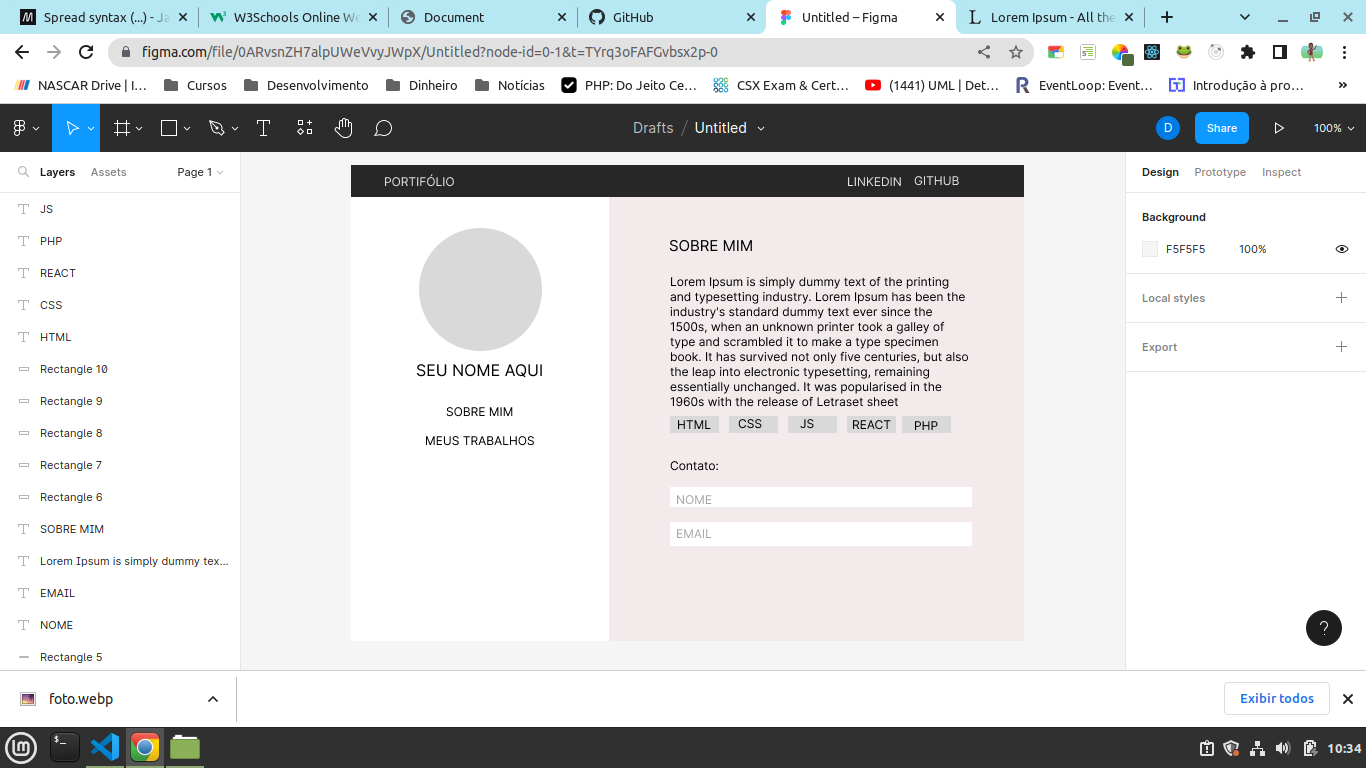 Spread syntax (...) - Ja
W3Schools Online We
Document
GitHub
Untitled – Figma
Lorem Ipsum - All the
figma.com/file/0ARvsnZH7alpUWeVvyJWpX/Untitled?node-id=0-1&t=TYrq3oFAFGvbsx2p-0
NASCAR Drive | I…
Cursos
Desenvolvimento
Dinheiro
Notícias
PHP: Do Jeito Ce…
CSX Exam & Cert…
(1441) UML | Det…
EventLoop: Event…
Introdução à pro…
»
Drafts / Untitled
D
Share
100%
Layers
Assets
Page 1
JS
PHP
REACT
CSS
HTML
Rectangle 10
Rectangle 9
Rectangle 8
Rectangle 7
Rectangle 6
SOBRE MIM
Lorem Ipsum is simply dummy tex...
EMAIL
NOME
Rectangle 5
PORTIFÓLIO
LINKEDIN
GITHUB
SEU NOME AQUI
SOBRE MIM
MEUS TRABALHOS
SOBRE MIM
Lorem Ipsum is simply dummy text of the printing
and typesetting industry. Lorem Ipsum has been the
industry's standard dummy text ever since the
1500s, when an unknown printer took a galley of
type and scrambled it to make a type specimen
book. It has survived not only five centuries, but also
the leap into electronic typesetting, remaining
essentially unchanged. It was popularised in the
1960s with the release of Letraset sheet
HTML
CSS
JS
REACT
PHP
Contato:
NOME
EMAIL
Design
Prototype
Inspect
Background
F5F5F5
100%
Local styles
Export
?
foto.webp
Exibir todos
10:34